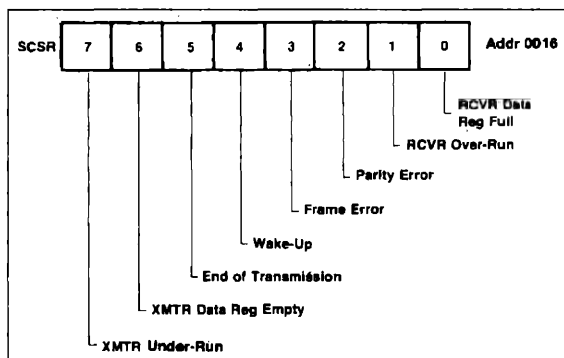 SCSR 7 6 5 4 3 2 1 0 Addr 0016
RCVR Data
Reg Full
RCVR Over-Run
Parity Error
Frame Error
Wake-Up
End of Transmission
XMTR Data Reg Empty
XMTR Under-Run